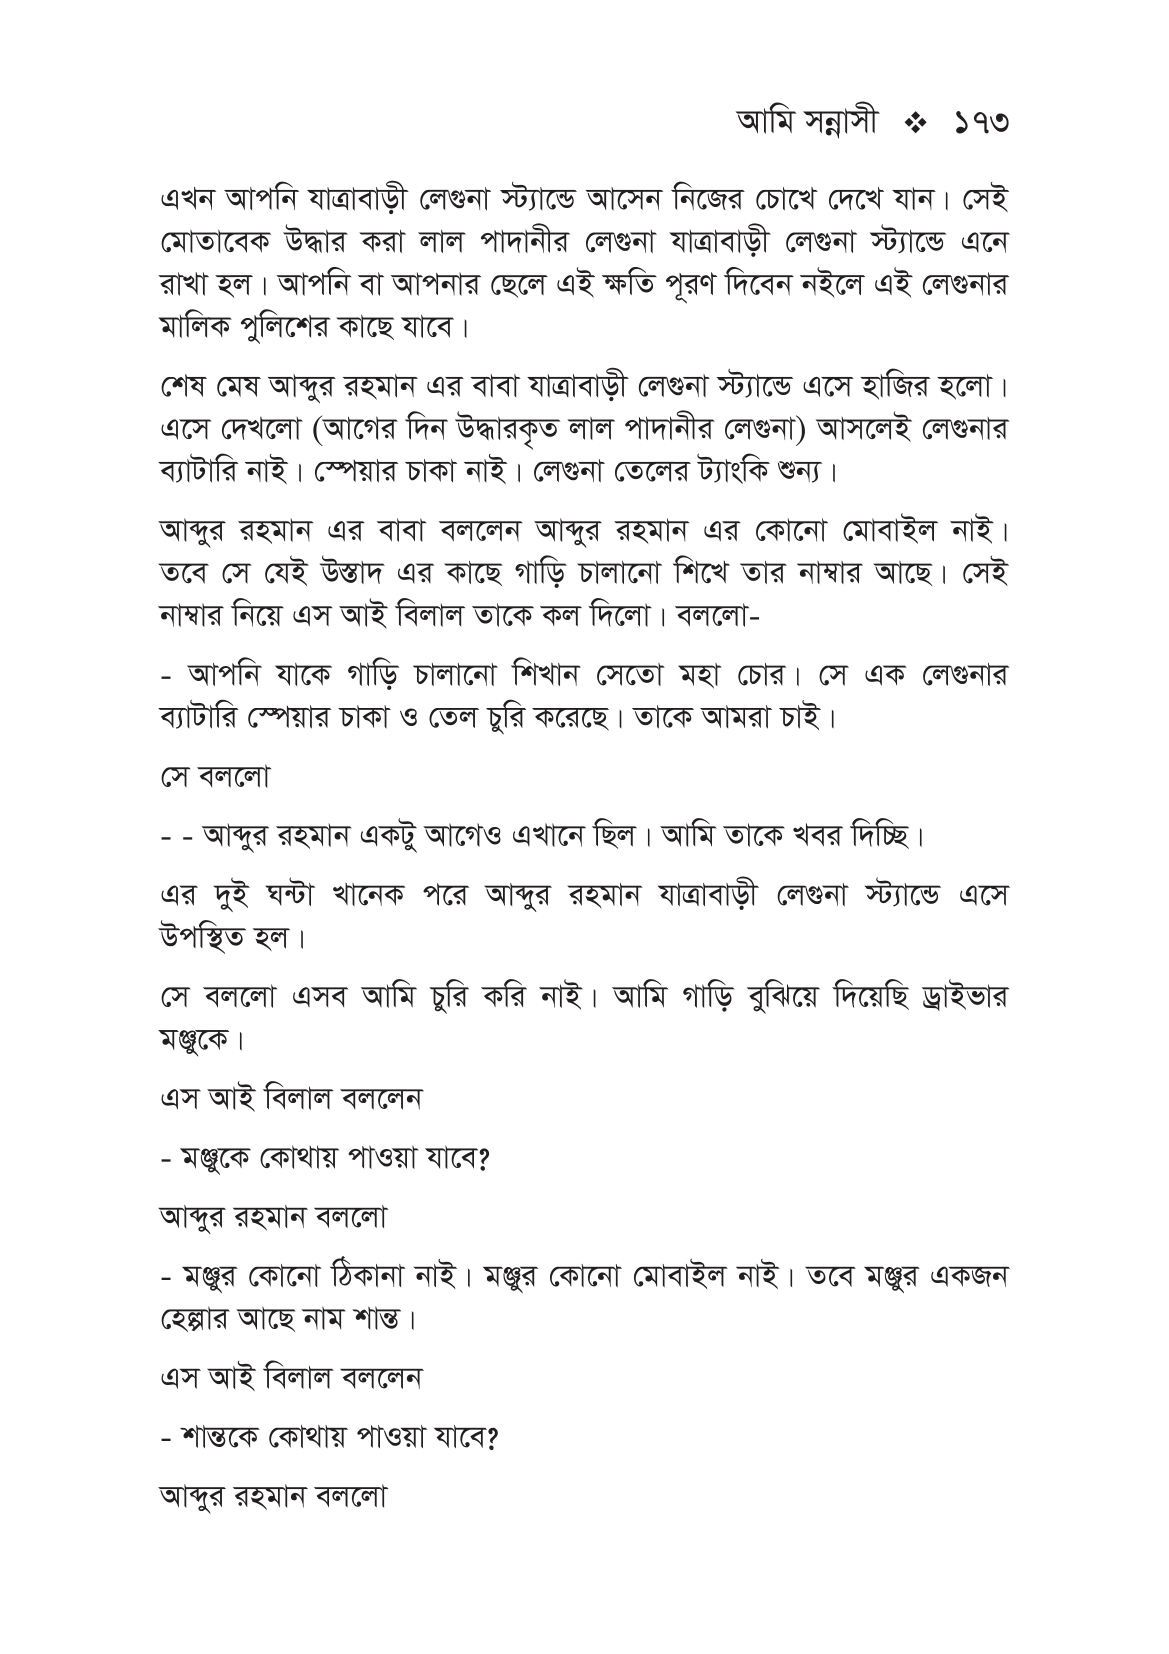 আমি সন্নাসী ❖ ১৭৩
এখন আপনি যাত্রাবাড়ী লেগুনা স্ট্যান্ডে আসেন নিজের চোখে দেখে যান। সেই
মোতাবেক উদ্ধার করা লাল পাদানীর লেগুনা যাত্রাবাড়ী লেগুনা স্ট্যান্ডে এনে
রাখা হল। আপনি বা আপনার ছেলে এই ক্ষতি পূরণ দিবেন নইলে এই লেগুনার
মালিক পুলিশের কাছে যাবে।
শেষ মেষ আব্দুর রহমান এর বাবা যাত্রাবাড়ী লেগুনা স্ট্যান্ডে এসে হাজির হলো।
এসে দেখলো (আগের দিন উদ্ধারকৃত লাল পাদানীর লেগুনা) আসলেই লেগুনার
ব্যাটারি নাই। স্পেয়ার চাকা নাই। লেগুনা তেলের ট্যাংকি শুন্য।
আব্দুর রহমান এর বাবা বললেন আব্দুর রহমান এর কোনো মোবাইল নাই।
তবে সে যেই উস্তাদ এর কাছে গাড়ি চালানো শিখে তার নাম্বার আছে। সেই
নাম্বার নিয়ে এস আই বিলাল তাকে কল দিলো। বললো-
- আপনি যাকে গাড়ি চালানো শিখান সেতো মহা চোর। সে এক লেগুনার
ব্যাটারি স্পেয়ার চাকা ও তেল চুরি করেছে। তাকে আমরা চাই।
সে বললো
- - আব্দুর রহমান একটু আগেও এখানে ছিল। আমি তাকে খবর দিচ্ছি।
এর দুই ঘন্টা খানেক পরে আব্দুর রহমান যাত্রাবাড়ী লেগুনা স্ট্যান্ডে এসে
উপস্থিত হল।
সে বললো এসব আমি চুরি করি নাই। আমি গাড়ি বুঝিয়ে দিয়েছি ড্রাইভার
মঞ্জুকে।
এস আই বিলাল বললেন
- মঞ্জুকে কোথায় পাওয়া যাবে?
আব্দুর রহমান বললো
- মঞ্জুর কোনো ঠিকানা নাই। মঞ্জুর কোনো মোবাইল নাই। তবে মঞ্জুর একজন
হেল্পার আছে নাম শান্ত।
এস আই বিলাল বললেন
- শান্তকে কোথায় পাওয়া যাবে?
আব্দুর রহমান বললো